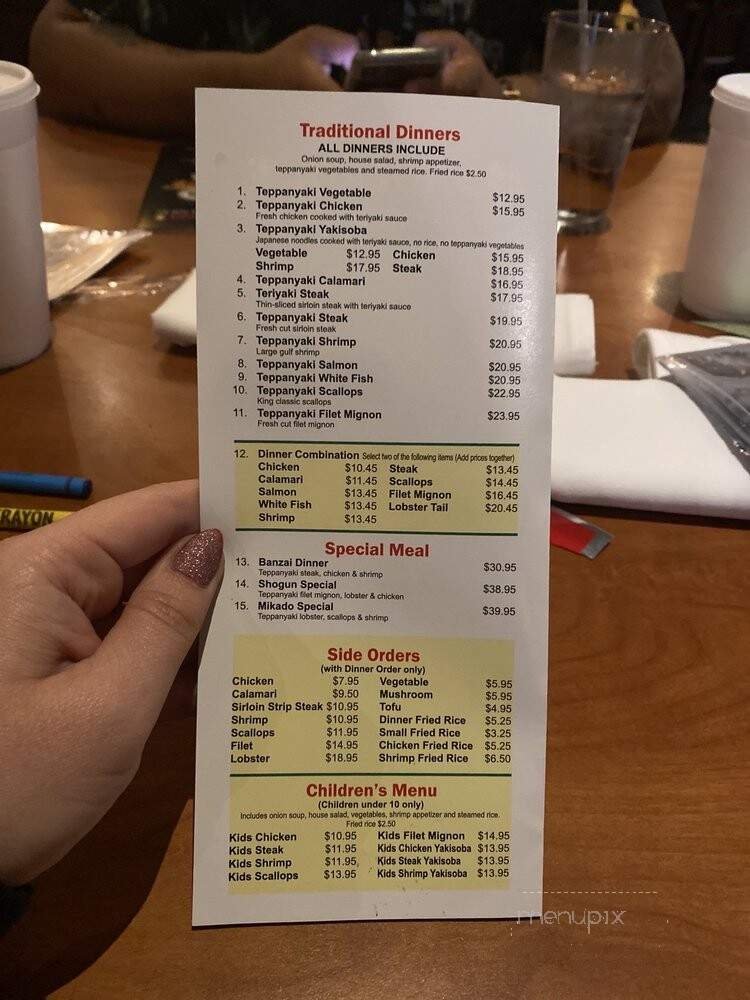 Traditional Dinners
ALL DINNERS INCLUDE
Onion soup, house salad, shrimp appetizer,
teppanyaki vegetables and steamed rice. Fried rice $2.50
1. Teppanyaki Vegetable $12.95
2. Teppanyaki Chicken $15.95
Fresh chicken cooked with teriyaki sauce
3. Teppanyaki Yakisoba
Japanese noodles cooked with teriyaki sauce, no rice, no teppanyaki vegetables
Vegetable $12.95 Chicken $15.95
Shrimp $17.95 Steak $18.95
4. Teppanyaki Calamari $16.95
5. Teriyaki Steak $17.95
Thin-sliced sirloin steak with teriyaki sauce
6. Teppanyaki Steak $19.95
Fresh cut sirloin steak
7. Teppanyaki Shrimp $20.95
Large gulf shrimp
8. Teppanyaki Salmon $20.95
9. Teppanyaki White Fish $20.95
10. Teppanyaki Scallops $22.95
King classic scallops
11. Teppanyaki Filet Mignon $23.95
Fresh cut filet mignon
12. Dinner Combination Select two of the following items (Add prices together)
Chicken $10.45 Steak $13.45
Calamari $11.45 Scallops $14.45
Salmon $13.45 Filet Mignon $16.45
White Fish $13.45 Lobster Tail $20.45
Shrimp $13.45
Special Meal
13. Banzai Dinner $30.95
Teppanyaki steak, chicken & shrimp
14. Shogun Special $38.95
Teppanyaki filet mignon, lobster & chicken
15. Mikado Special $39.95
Teppanyaki lobster, scallops & shrimp
Side Orders
(with Dinner Order only)
Chicken $7.95 Vegetable $5.95
Calamari $9.50 Mushroom $5.95
Sirloin Strip Steak $10.95 Tofu $4.95
Shrimp $10.95 Dinner Fried Rice $5.25
Scallops $11.95 Small Fried Rice $3.25
Filet $14.95 Chicken Fried Rice $5.25
Lobster $18.95 Shrimp Fried Rice $6.50
Children's Menu
(Children under 10 only)
Includes onion soup, house salad, vegetables, shrimp appetizer and steamed rice.
Fried rice $2.50
Kids Chicken $10.95 Kids Filet Mignon $14.95
Kids Steak $11.95 Kids Chicken Yakisoba $13.95
Kids Shrimp $11.95 Kids Steak Yakisoba $13.95
Kids Scallops $13.95 Kids Shrimp Yakisoba $13.95
RAYON
menupix